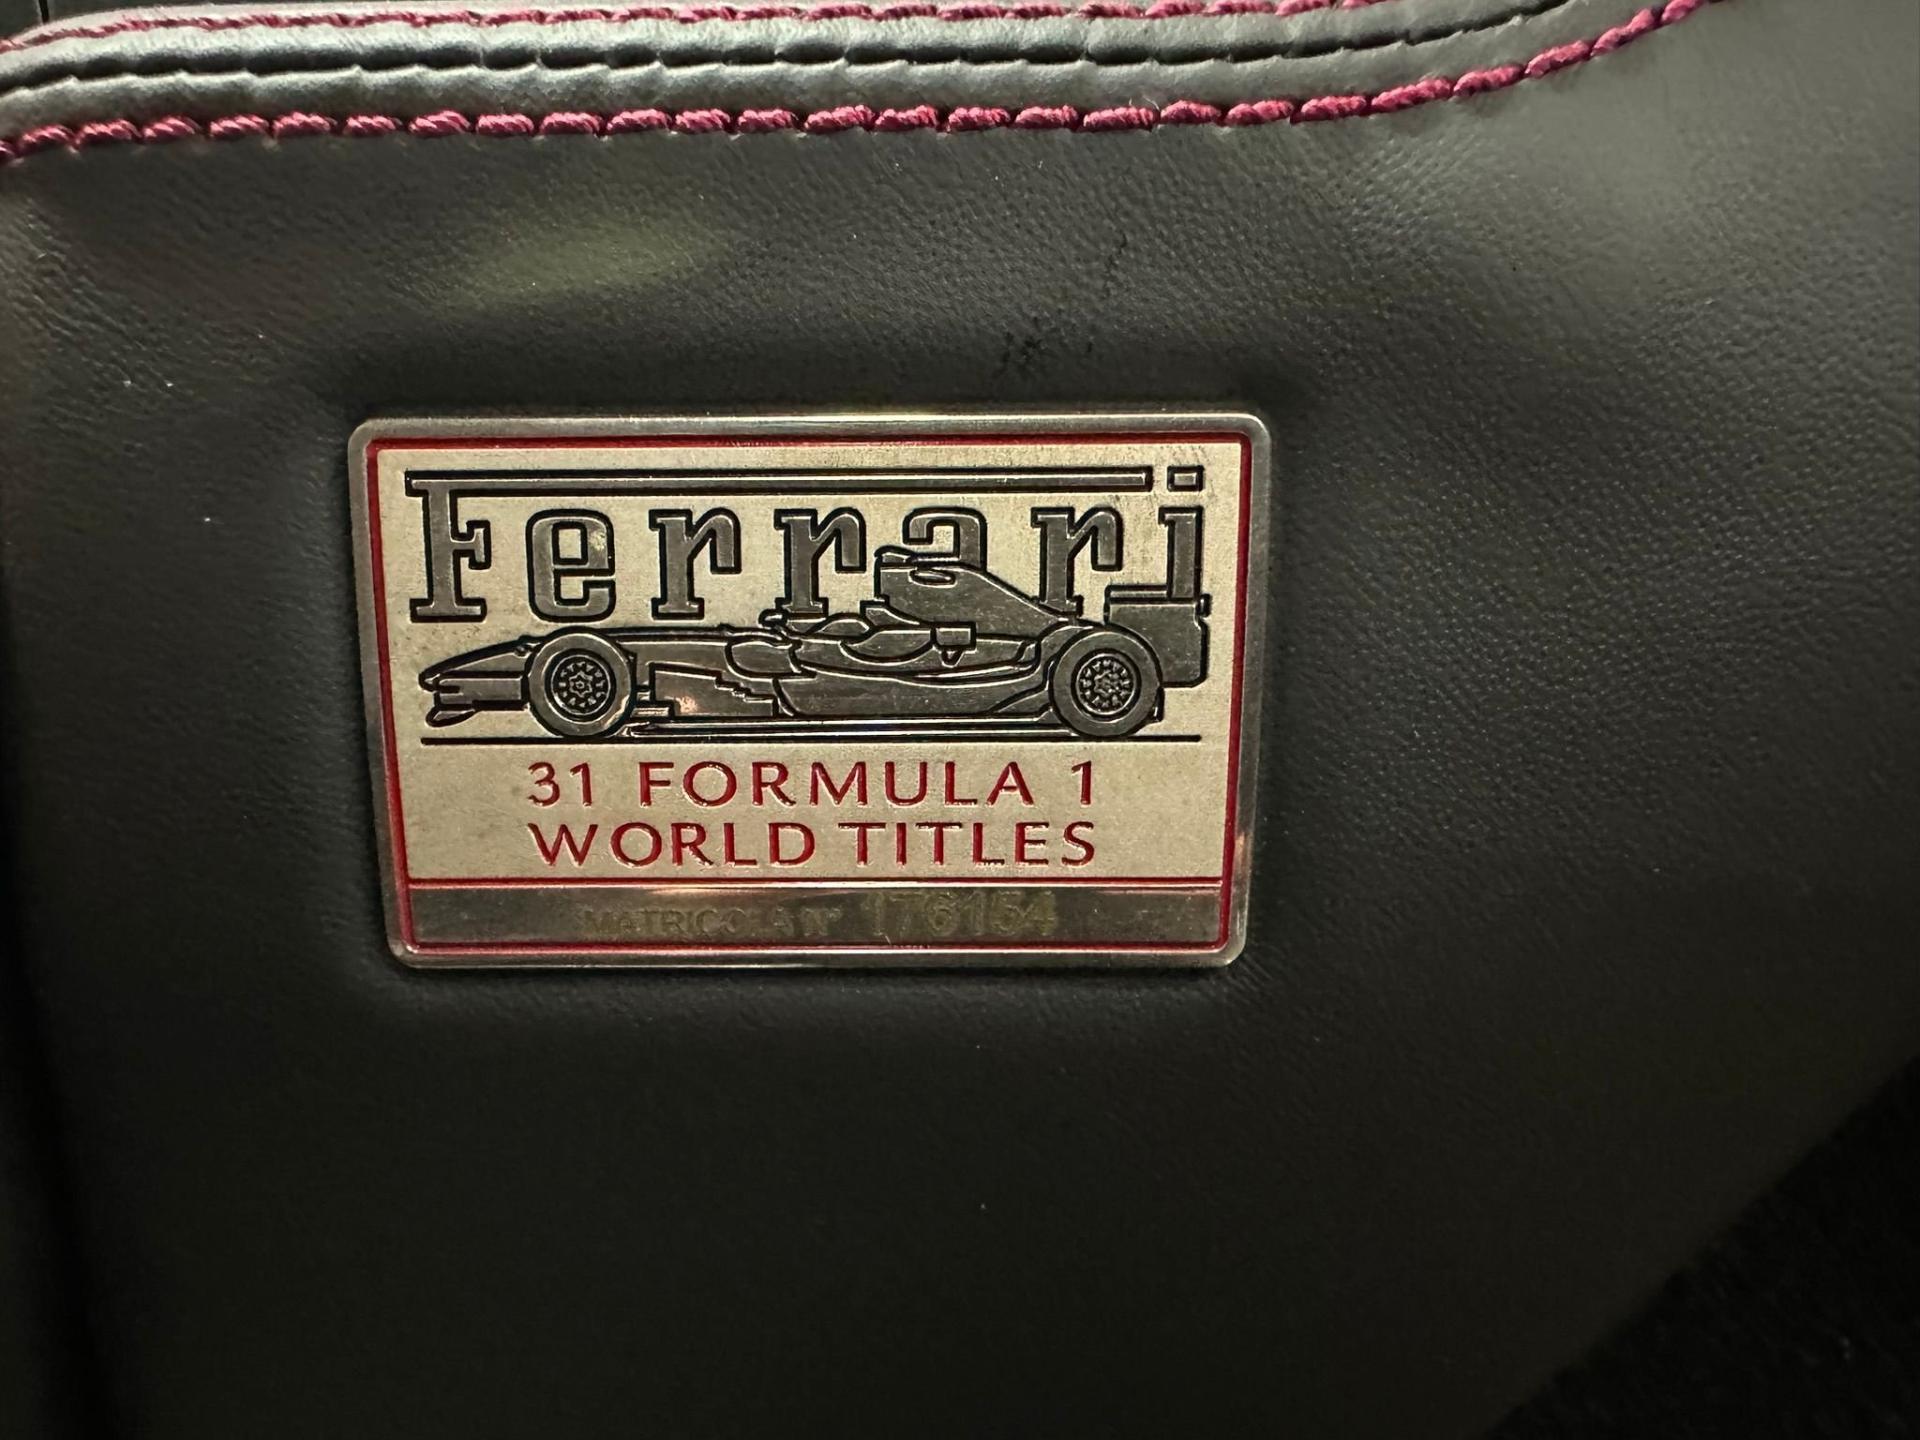 Ferrari
31 FORMULA 1
WORLD TITLES
MATRICOLA N° 176154